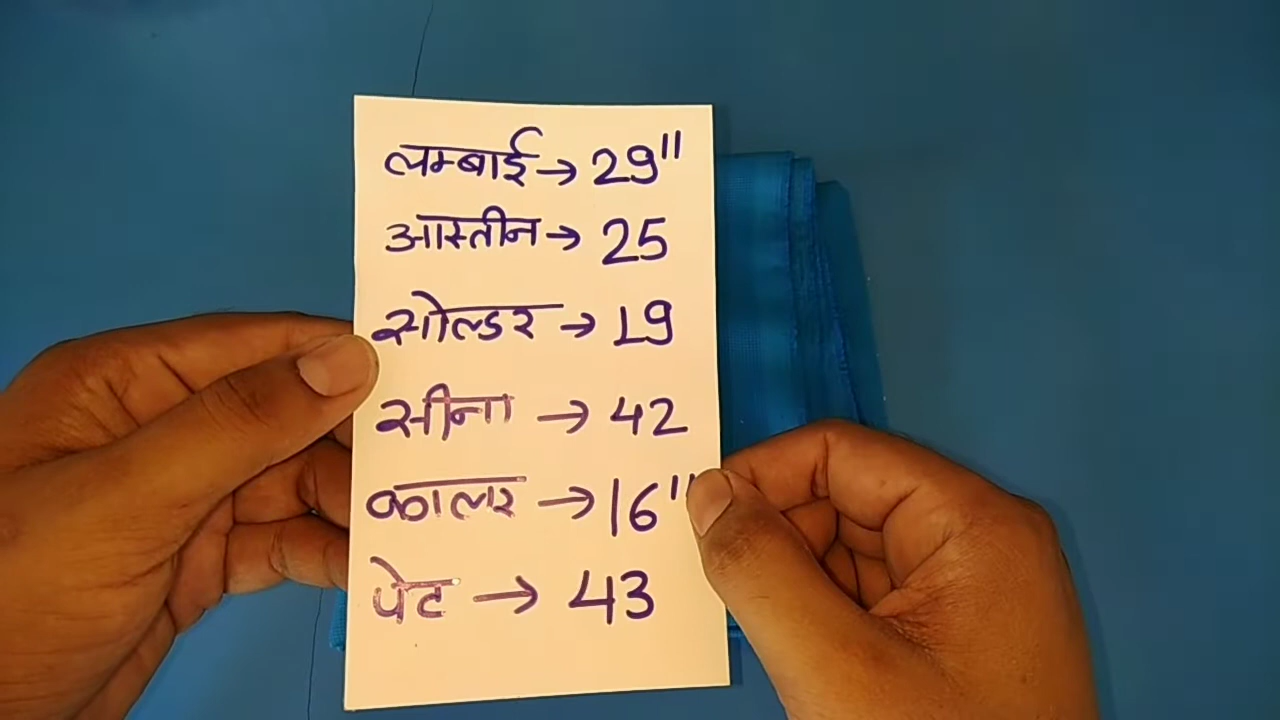 लम्बाई → 29"
आस्तीन → 25
सोल्डर → 19
सीना → 42
कालर → 16"
पेट → 43